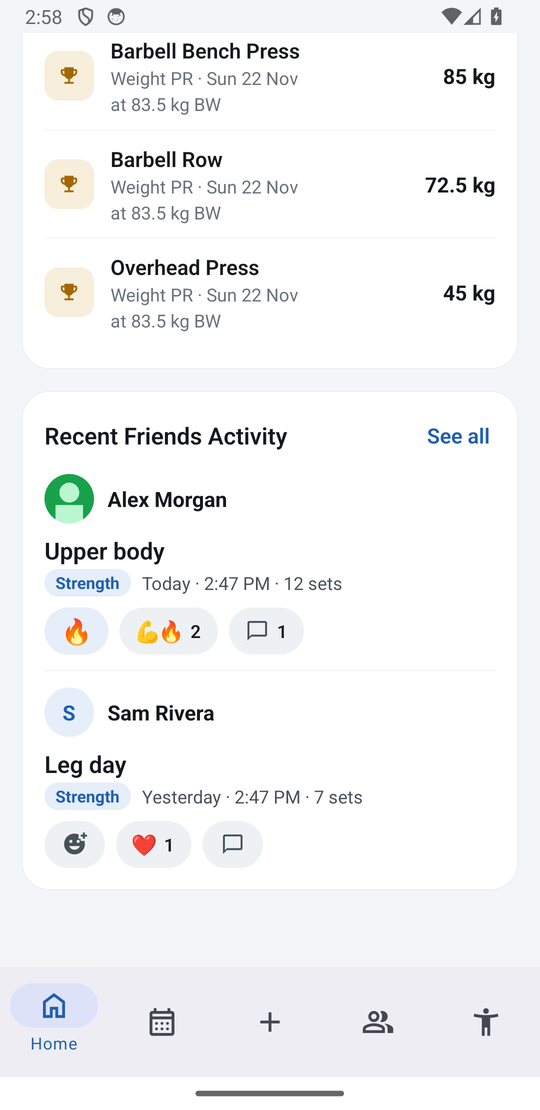 2:58
Barbell Bench Press
Weight PR · Sun 22 Nov
at 83.5 kg BW
85 kg
Barbell Row
Weight PR · Sun 22 Nov
at 83.5 kg BW
72.5 kg
Overhead Press
Weight PR · Sun 22 Nov
at 83.5 kg BW
45 kg
Recent Friends Activity
See all
Alex Morgan
Upper body
Strength Today · 2:47 PM · 12 sets
🔥 💪🔥 2 1
S Sam Rivera
Leg day
Strength Yesterday · 2:47 PM · 7 sets
❤️ 1
Home